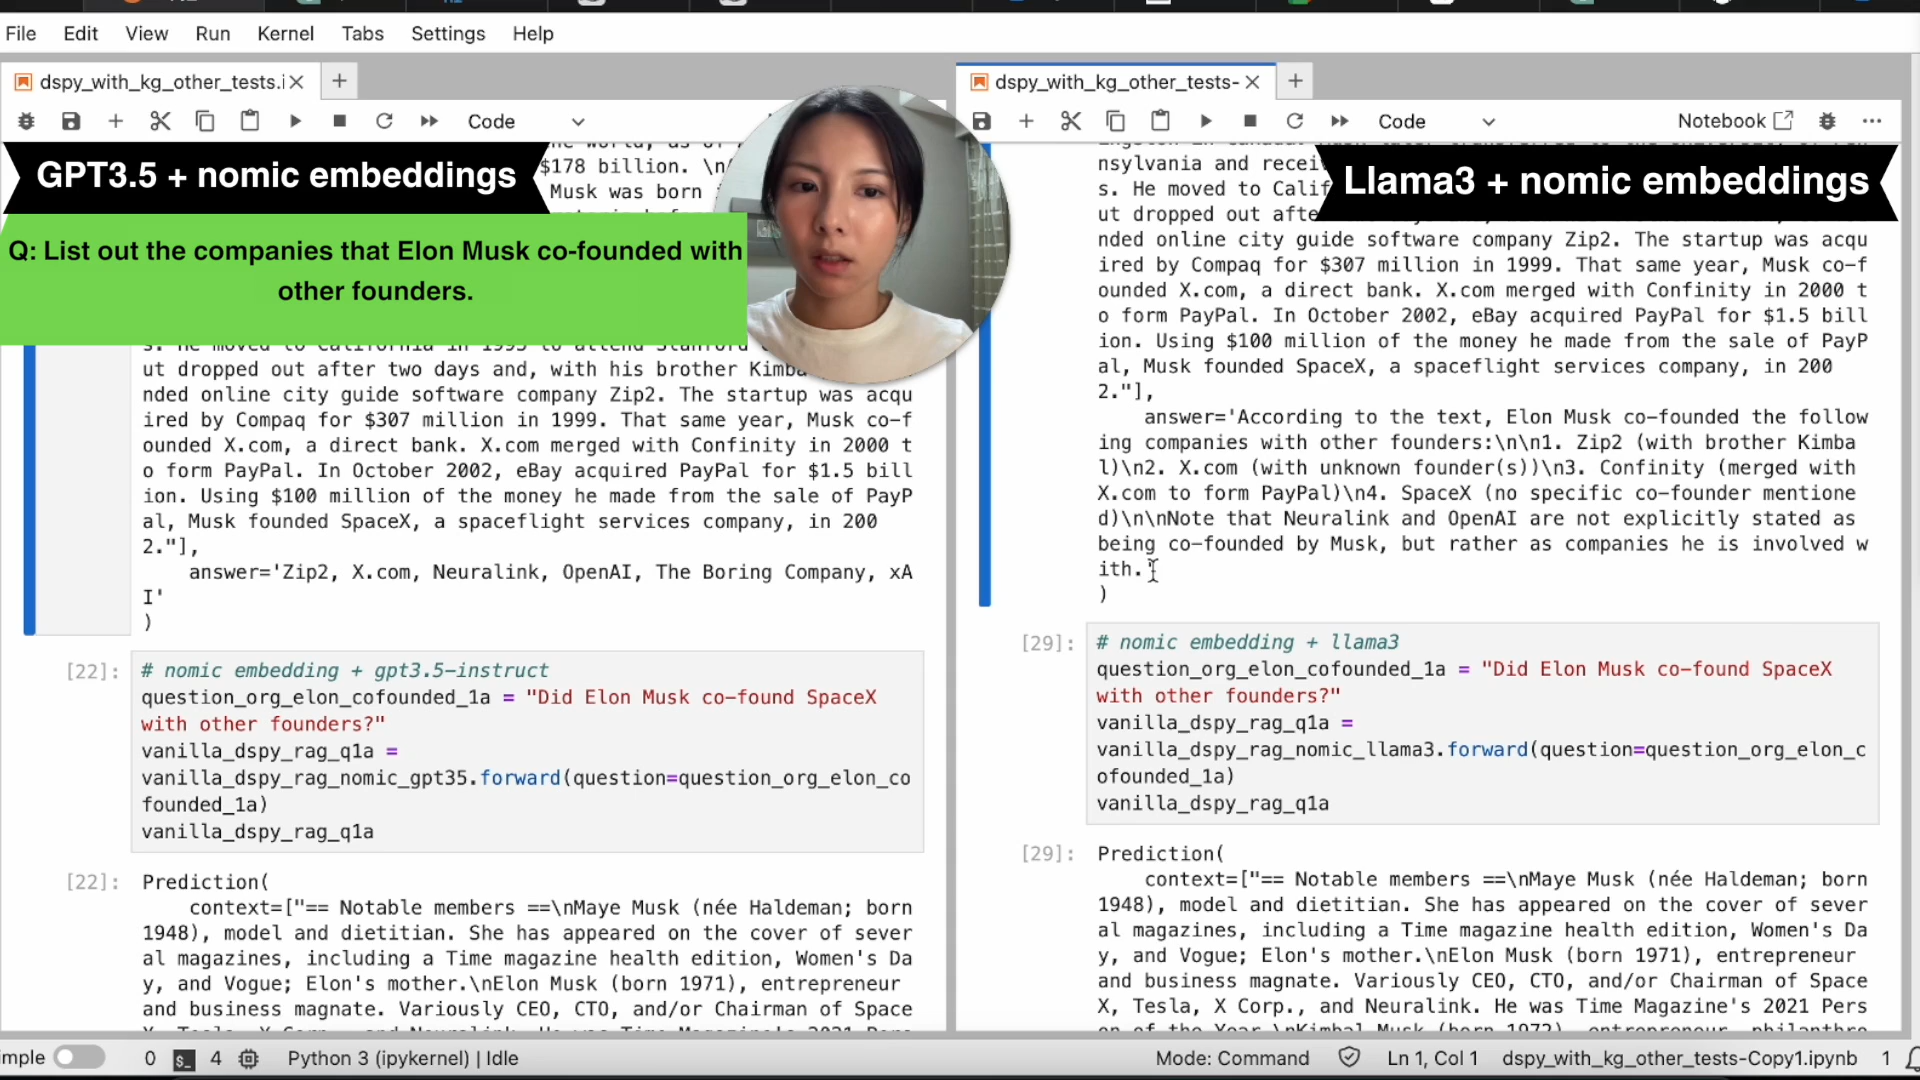 File Edit View Run Kernel Tabs Settings Help
dspy_with_kg_other_tests.i
Code
$178 billion. \n
Musk was born
GPT3.5 + nomic embeddings
Q: List out the companies that Elon Musk co-founded with
other founders.
ut dropped out after two days and, with his brother Kimba
nded online city guide software company Zip2. The startup was acqu
ired by Compaq for $307 million in 1999. That same year, Musk co-f
ounded X.com, a direct bank. X.com merged with Confinity in 2000 t
o form PayPal. In October 2002, eBay acquired PayPal for $1.5 bill
ion. Using $100 million of the money he made from the sale of PayP
al, Musk founded SpaceX, a spaceflight services company, in 200
2."],
answer='Zip2, X.com, Neuralink, OpenAI, The Boring Company, xA
I'
)
[22]:
# nomic embedding + gpt3.5-instruct
question_org_elon_cofounded_1a = "Did Elon Musk co-found SpaceX
with other founders?"
vanilla_dspy_rag_q1a =
vanilla_dspy_rag_nomic_gpt35.forward(question=question_org_elon_co
founded_1a)
vanilla_dspy_rag_q1a
[22]:
Prediction(
context=["== Notable members ==\nMaye Musk (née Haldeman; born
1948), model and dietitian. She has appeared on the cover of sever
al magazines, including a Time magazine health edition, Women's Da
y, and Vogue; Elon's mother.\nElon Musk (born 1971), entrepreneur
and business magnate. Variously CEO, CTO, and/or Chairman of Space
dspy_with_kg_other_tests-
Code
Notebook
nsylvania and recei
s. He moved to Calif
Llama3 + nomic embeddings
ut dropped out afte
nded online city guide software company Zip2. The startup was acqu
ired by Compaq for $307 million in 1999. That same year, Musk co-f
ounded X.com, a direct bank. X.com merged with Confinity in 2000 t
o form PayPal. In October 2002, eBay acquired PayPal for $1.5 bill
ion. Using $100 million of the money he made from the sale of PayP
al, Musk founded SpaceX, a spaceflight services company, in 200
2."],
answer='According to the text, Elon Musk co-founded the follow
ing companies with other founders:\n\n1. Zip2 (with brother Kimba
l)\n2. X.com (with unknown founder(s))\n3. Confinity (merged with
X.com to form PayPal)\n4. SpaceX (no specific co-founder mentione
d)\n\nNote that Neuralink and OpenAI are not explicitly stated as
being co-founded by Musk, but rather as companies he is involved w
ith.'
)
[29]:
# nomic embedding + llama3
question_org_elon_cofounded_1a = "Did Elon Musk co-found SpaceX
with other founders?"
vanilla_dspy_rag_q1a =
vanilla_dspy_rag_nomic_llama3.forward(question=question_org_elon_c
ofounded_1a)
vanilla_dspy_rag_q1a
[29]:
Prediction(
context=["== Notable members ==\nMaye Musk (née Haldeman; born
1948), model and dietitian. She has appeared on the cover of sever
al magazines, including a Time magazine health edition, Women's Da
y, and Vogue; Elon's mother.\nElon Musk (born 1971), entrepreneur
and business magnate. Variously CEO, CTO, and/or Chairman of Space
X, Tesla, X Corp., and Neuralink. He was Time Magazine's 2021 Pers
imple 0 4 Python 3 (ipykernel) | Idle Mode: Command Ln 1, Col 1 dspy_with_kg_other_tests-Copy1.ipynb 1